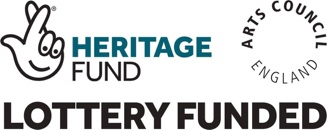 HERITAGE
FUND
ARTS COUNCIL
ENGLAND
LOTTERY FUNDED